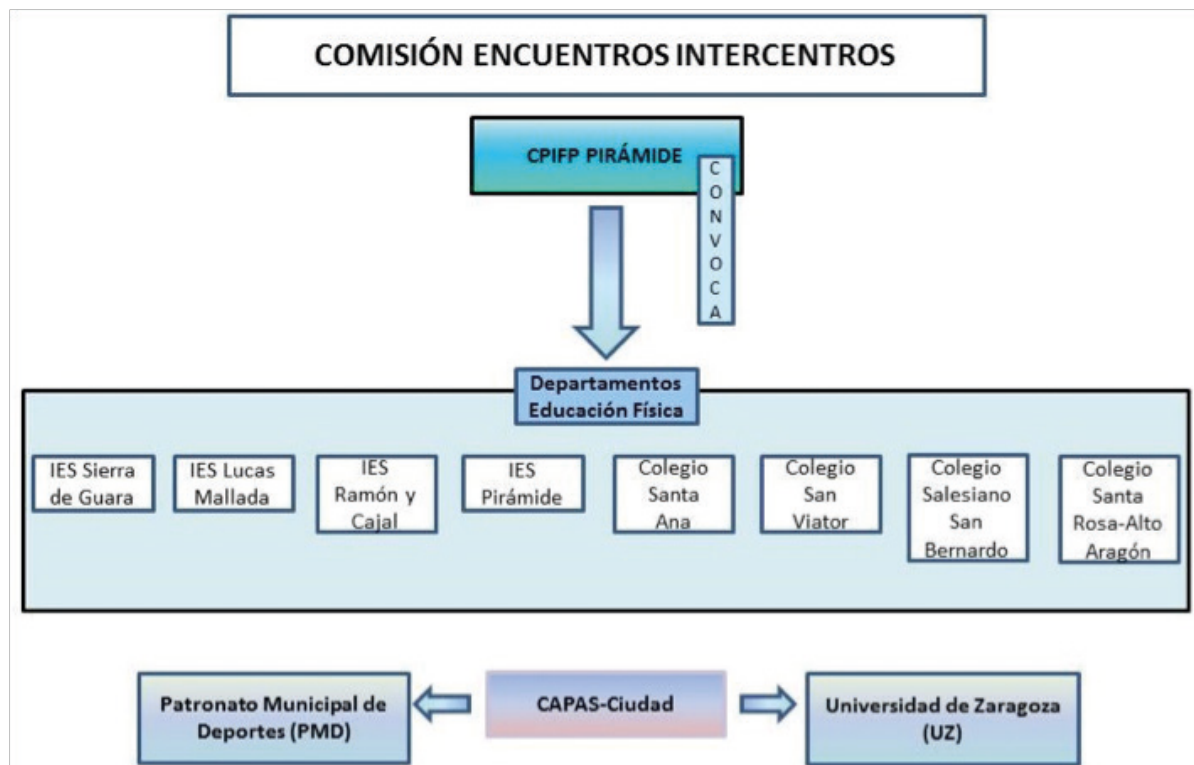 COMISIÓN ENCUENTROS INTERCENTROS
CPIFP PIRÁMIDE
CONVOCA
Departamentos
Educación Física
IES Sierra
de Guara
IES Lucas
Mallada
IES
Ramón y
Cajal
IES
Pirámide
Colegio
Santa
Ana
Colegio
San
Viator
Colegio
Salesiano
San
Bernardo
Colegio
Santa
Rosa-Alto
Aragón
Patronato Municipal de
Deportes (PMD)
CAPAS-Ciudad
Universidad de Zaragoza
(UZ)